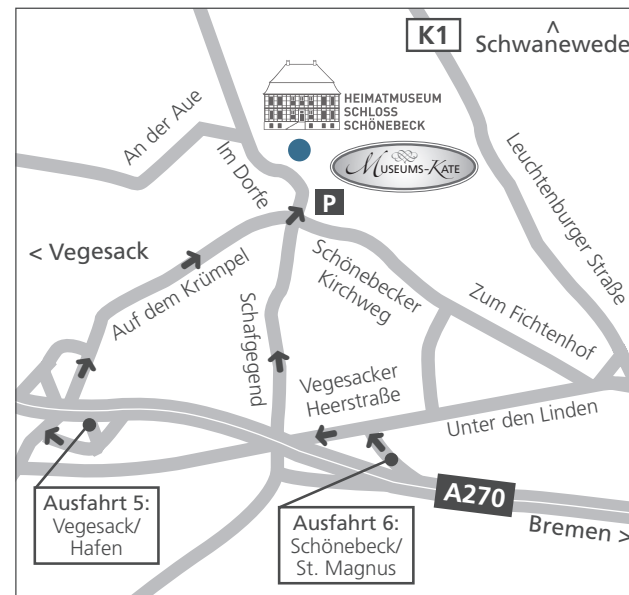 K1
^
Schwanewede
HEIMATMUSEUM
SCHLOSS
SCHÖNEBECK
An der Aue
Im Dorfe
MUSEUMS-KATE
Leuchtenburger Straße
P
< Vegesack
Auf dem Krümpel
Schönebecker
Kirchweg
Zum Fichtenhof
Schafgegend
Vegesacker
Heerstraße
Unter den Linden
Ausfahrt 5:
Vegesack/
Hafen
Ausfahrt 6:
Schönebeck/
St. Magnus
A270
Bremen >